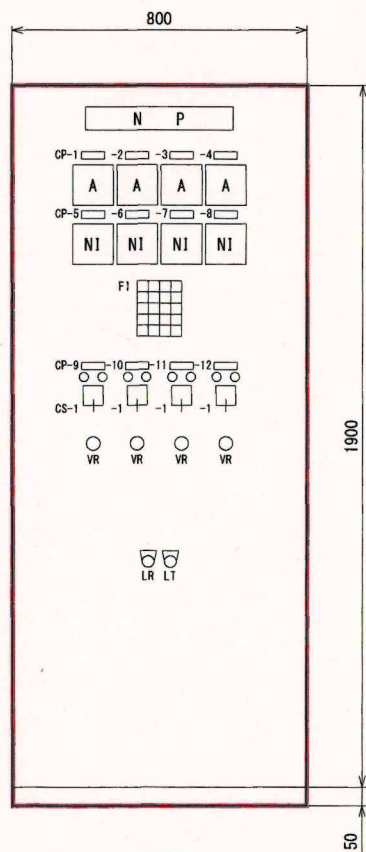 800
N P
CP-1 -2 -3 -4
A A A A
CP-5 -6 -7 -8
NI NI NI NI
FI
CP-9 -10 -11 -12
CS-1 -1 -1 -1
VR VR VR VR
LR LT
1900
50